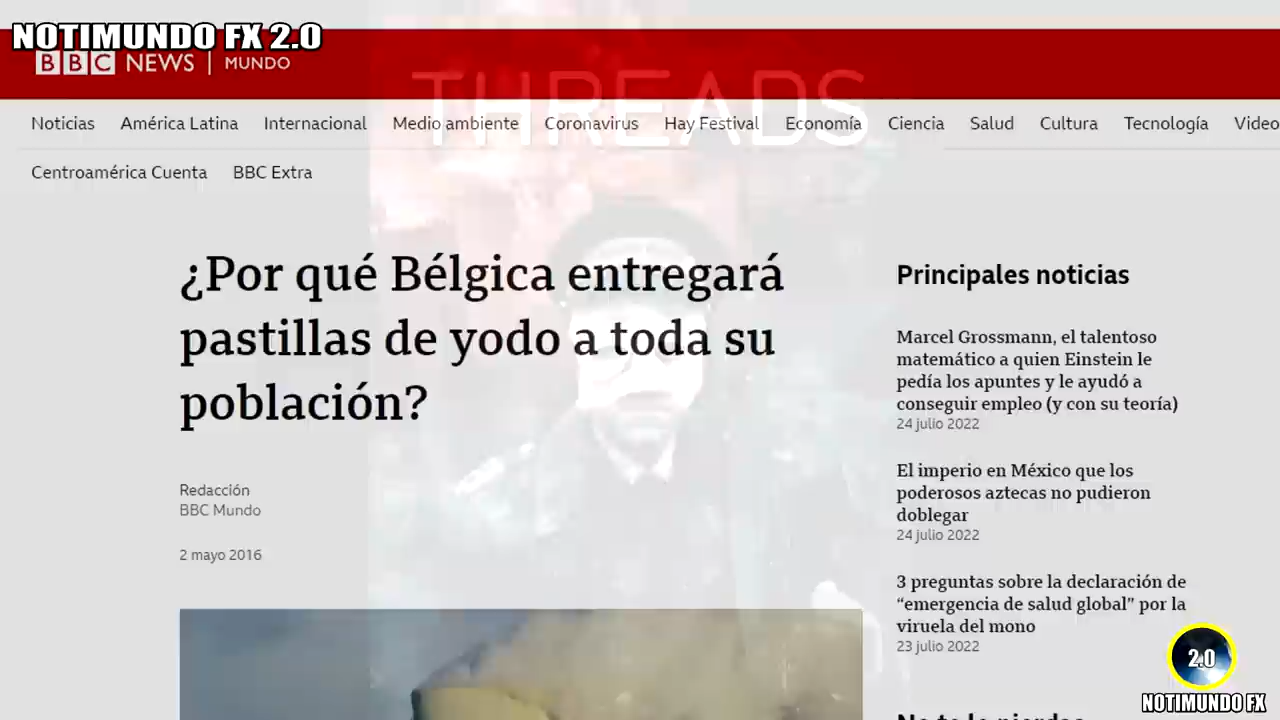 NOTIMUNDO FX 2.0
BBC NEWS | MUNDO
THREADS
Noticias América Latina Internacional Medio ambiente Coronavirus Hay Festival Economía Ciencia Salud Cultura Tecnología Video
Centroamérica Cuenta BBC Extra
¿Por qué Bélgica entregará
pastillas de yodo a toda su
población?
Redacción
BBC Mundo
2 mayo 2016
Principales noticias
Marcel Grossmann, el talentoso
matemático a quien Einstein le
pedía los apuntes y le ayudó a
conseguir empleo (y con su teoría)
24 julio 2022
El imperio en México que los
poderosos aztecas no pudieron
doblegar
24 julio 2022
3 preguntas sobre la declaración de
“emergencia de salud global” por la
viruela del mono
23 julio 2022
2.0
NOTIMUNDO FX